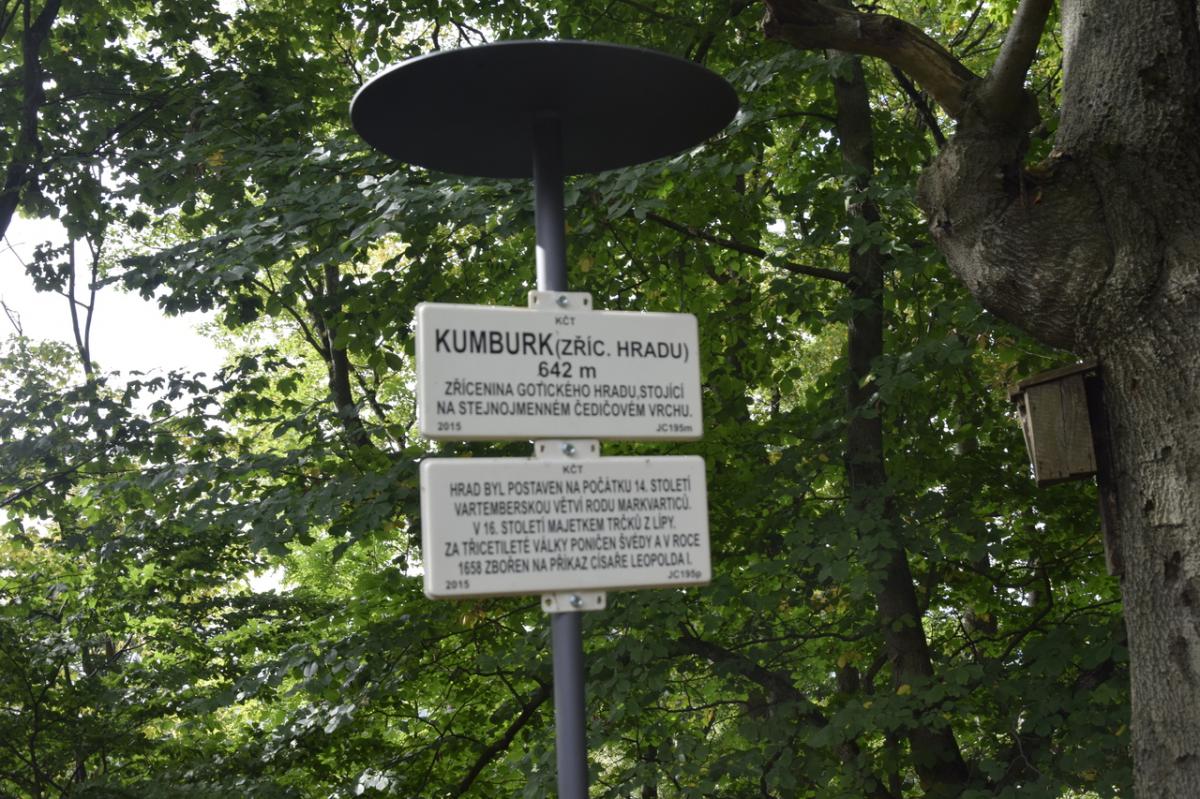 KČT
KUMBURK(ZŘÍC. HRADU)
642 m
ZŘÍCENINA GOTICKÉHO HRADU,STOJÍCÍ
NA STEJNOJMENNÉM ČEDIČOVÉM VRCHU.
2015 JC195m
KČT
HRAD BYL POSTAVEN NA POČÁTKU 14. STOLETÍ
VARTEMBERSKOU VĚTVÍ RODU MARKVARTICŮ.
V 16. STOLETÍ MAJETKEM TRČKŮ Z LÍPY.
ZA TŘICETILETÉ VÁLKY PONIČEN ŠVÉDY A V ROCE
1658 ZBOŘEN NA PŘÍKAZ CÍSAŘE LEOPOLDA I.
2015 JC195p